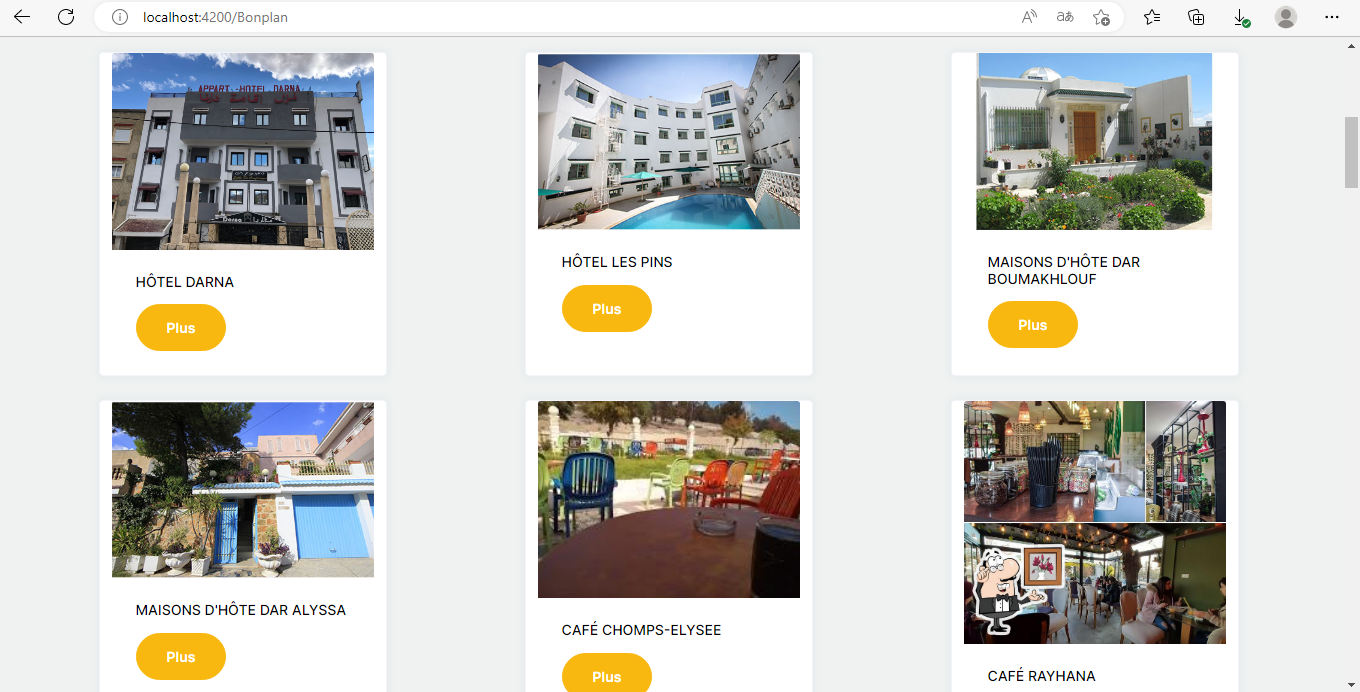 localhost:4200/Bonplan
APPART-HOTEL DARNA
HÔTEL DARNA
Plus
HÔTEL LES PINS
Plus
MAISONS D'HÔTE DAR
BOUMAKHLOUF
Plus
MAISONS D'HÔTE DAR ALYSSA
Plus
CAFÉ CHOMPS-ELYSEE
Plus
CAFÉ RAYHANA